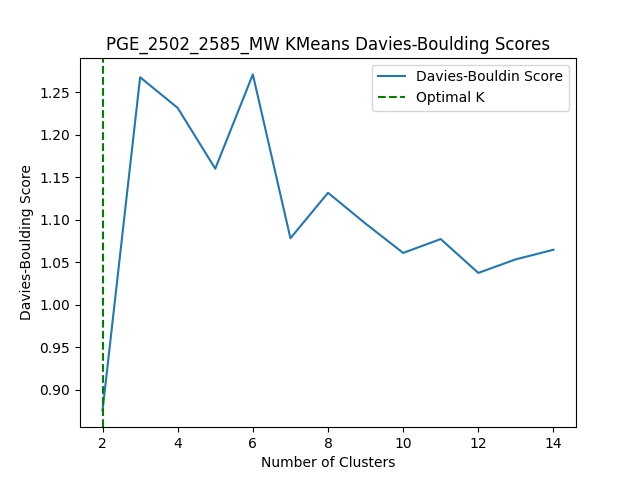 PGE_2502_2585_MW KMeans Davies-Boulding Scores
Davies-Bouldin Score
Optimal K
Davies-Boulding Score
1.25
1.20
1.15
1.10
1.05
1.00
0.95
0.90
2 4 6 8 10 12 14
Number of Clusters